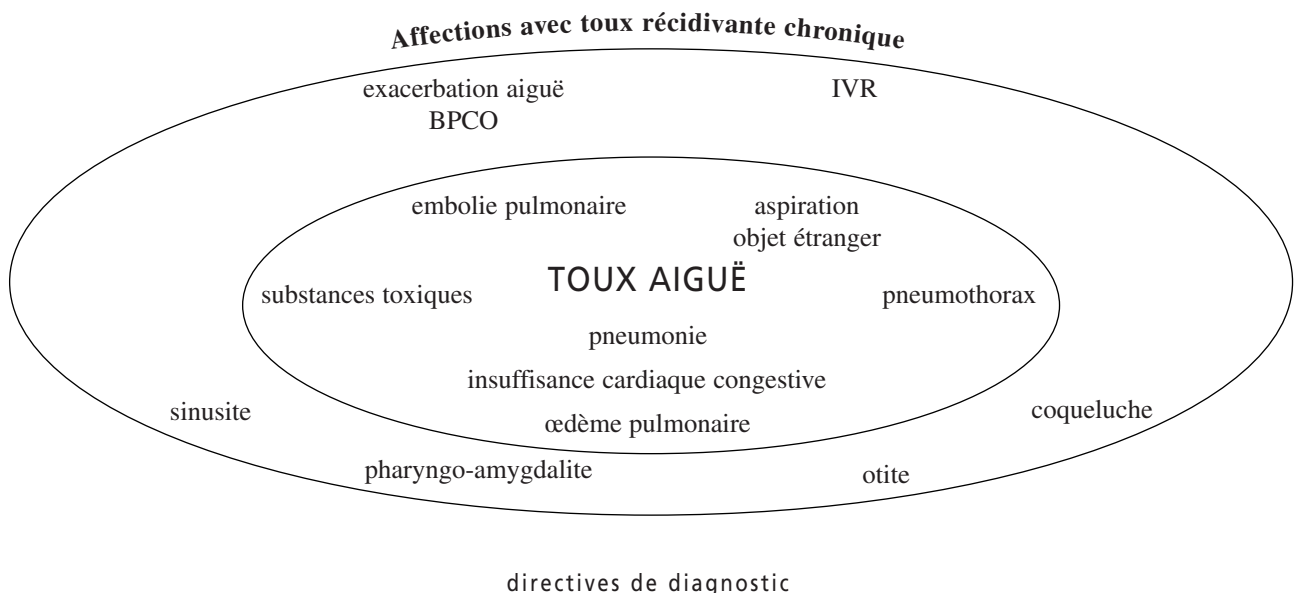 Affections avec toux récidivante chronique
exacerbation aiguë
BPCO
IVR
embolie pulmonaire
aspiration
objet étranger
TOUX AIGUË
substances toxiques
pneumothorax
pneumonie
insuffisance cardiaque congestive
sinusite
coqueluche
œdème pulmonaire
pharyngo-amygdalite
otite
directives de diagnostic